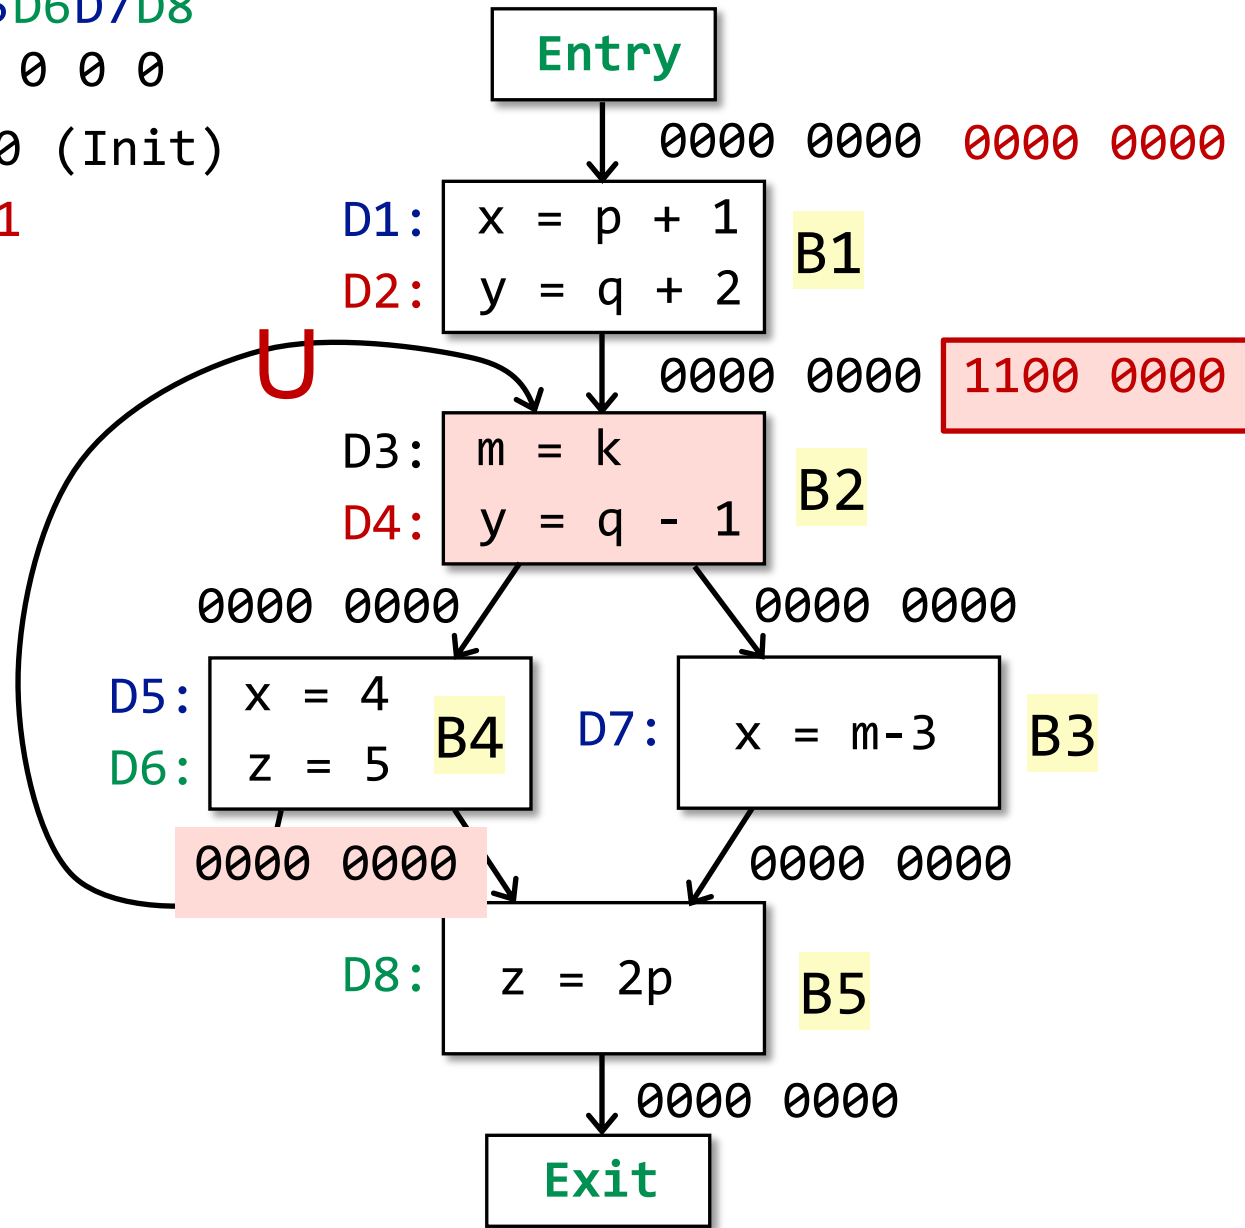 D6D7D8
0 0 0
0 (Init)
1
Entry
0000 0000 0000 0000
D1: x = p + 1
D2: y = q + 2
B1
U
0000 0000 1100 0000
D3: m = k
D4: y = q - 1
B2
0000 0000 0000 0000
D5: x = 4
D6: z = 5
B4
D7: x = m-3
B3
0000 0000 0000 0000
D8: z = 2p
B5
0000 0000
Exit